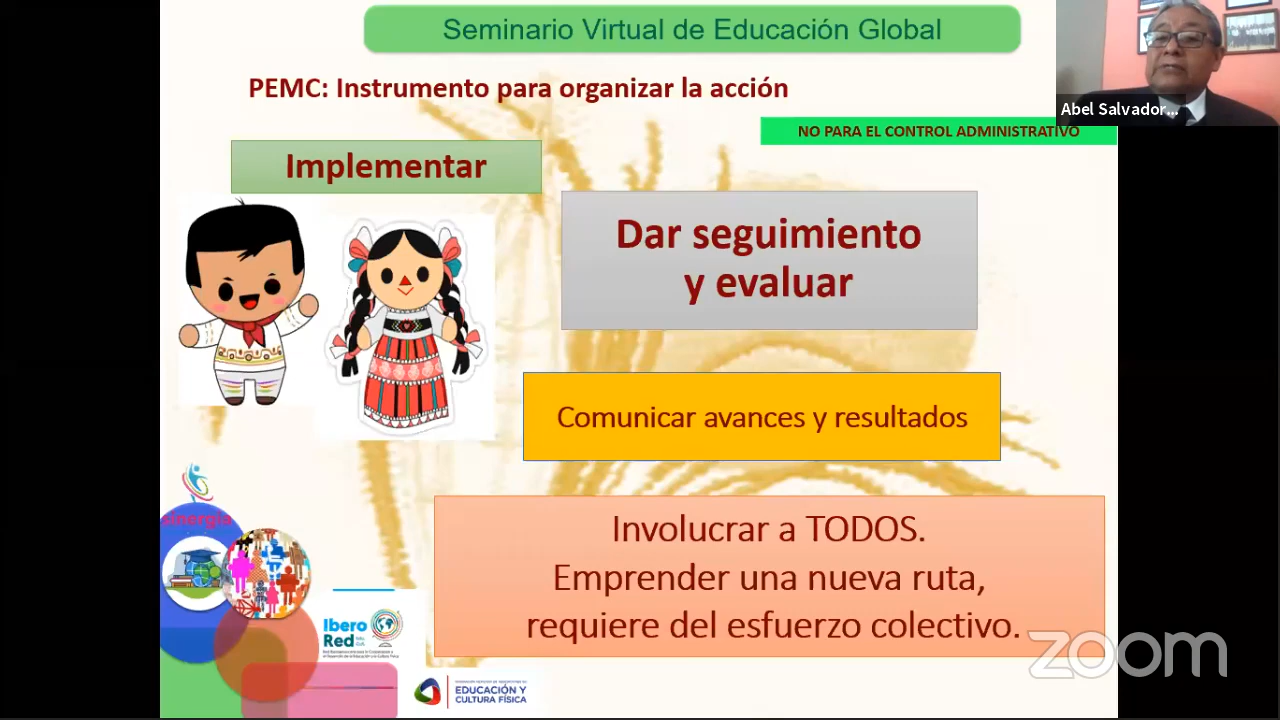 Seminario Virtual de Educación Global
PEMC: Instrumento para organizar la acción
Abel Salvador...
NO PARA EL CONTROL ADMINISTRATIVO
Implementar
Dar seguimiento
y evaluar
Comunicar avances y resultados
Involucrar a TODOS.
Emprender una nueva ruta,
requiere del esfuerzo colectivo.
sinergia
Ibero
Red
EDUCACIÓN Y
CULTURA FÍSICA
zoom